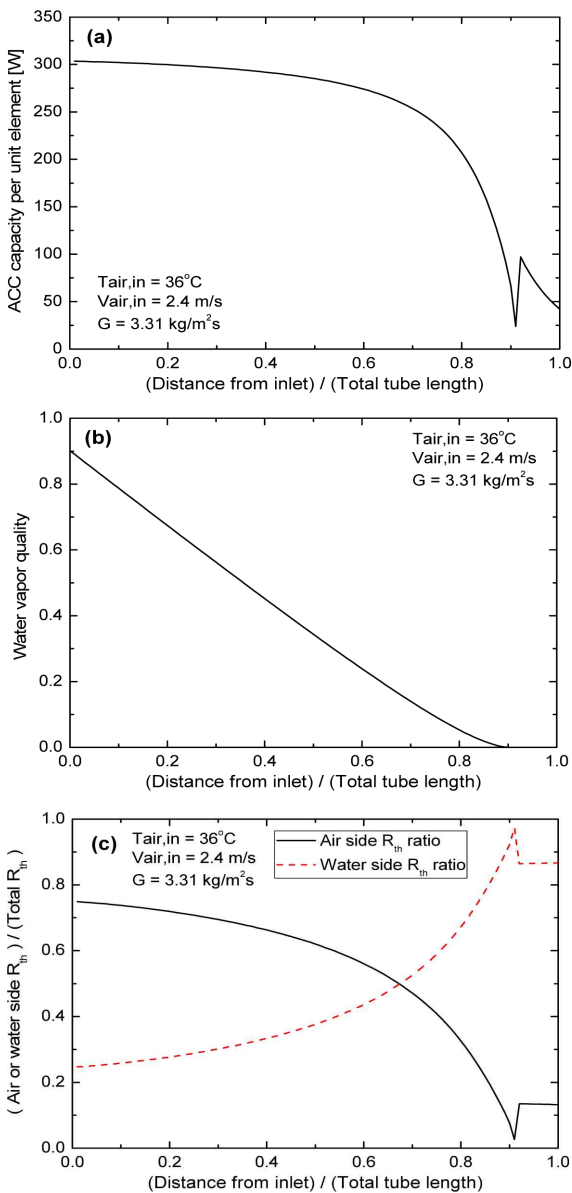 (a)
350
300
250
200
150
100
50
0
ACC capacity per unit element [W]
Tair,in = 36°C
Vair,in = 2.4 m/s
G = 3.31 kg/m²s
0.0 0.2 0.4 0.6 0.8 1.0
(Distance from inlet) / (Total tube length)
(b)
1.0
0.8
0.6
0.4
0.2
0.0
Water vapor quality
Tair,in = 36°C
Vair,in = 2.4 m/s
G = 3.31 kg/m²s
0.0 0.2 0.4 0.6 0.8 1.0
(Distance from inlet) / (Total tube length)
(c)
1.0
0.8
0.6
0.4
0.2
0.0
( Air or water side Rth ) / (Total Rth)
Tair,in = 36°C
Vair,in = 2.4 m/s
G = 3.31 kg/m²s
Air side Rth ratio
Water side Rth ratio
0.0 0.2 0.4 0.6 0.8 1.0
(Distance from inlet) / (Total tube length)